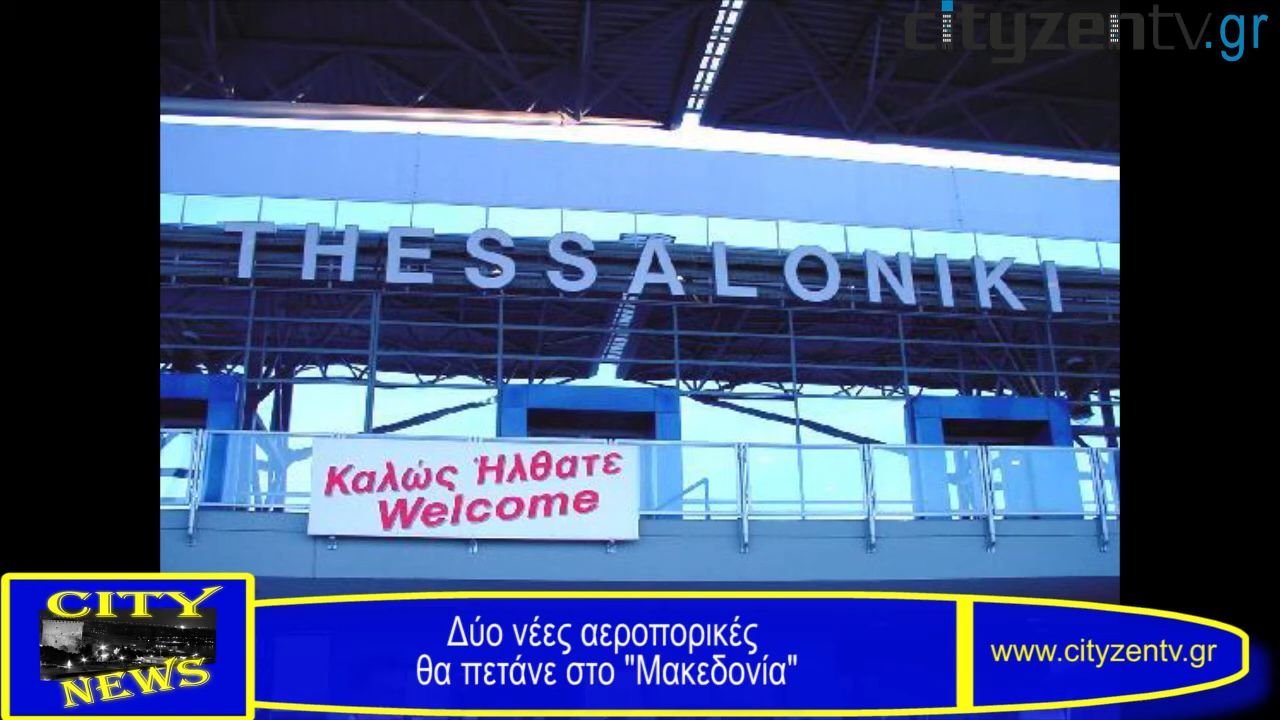 cityzentv.gr
THESSALONIKI
Καλώς Ήλθατε
Welcome
CITY
NEWS
Δύο νέες αεροπορικές
θα πετάνε στο "Μακεδονία"
www.cityzentv.gr